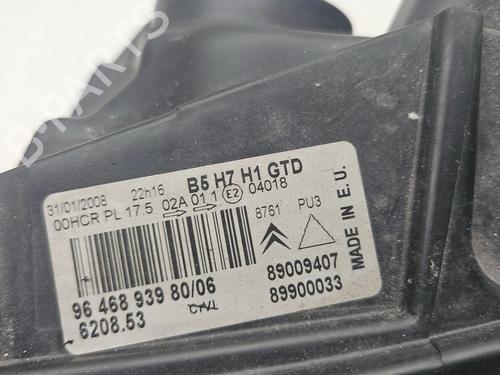 B-PARTS
31/01/2008 22h16 B5 H7 H1 GTD
00HCR PL 17.5 02A 01 1 E2 04018
8761 PU3
MADE IN E.U.
96 468 939 80/06
6208.53
89009407
89900033